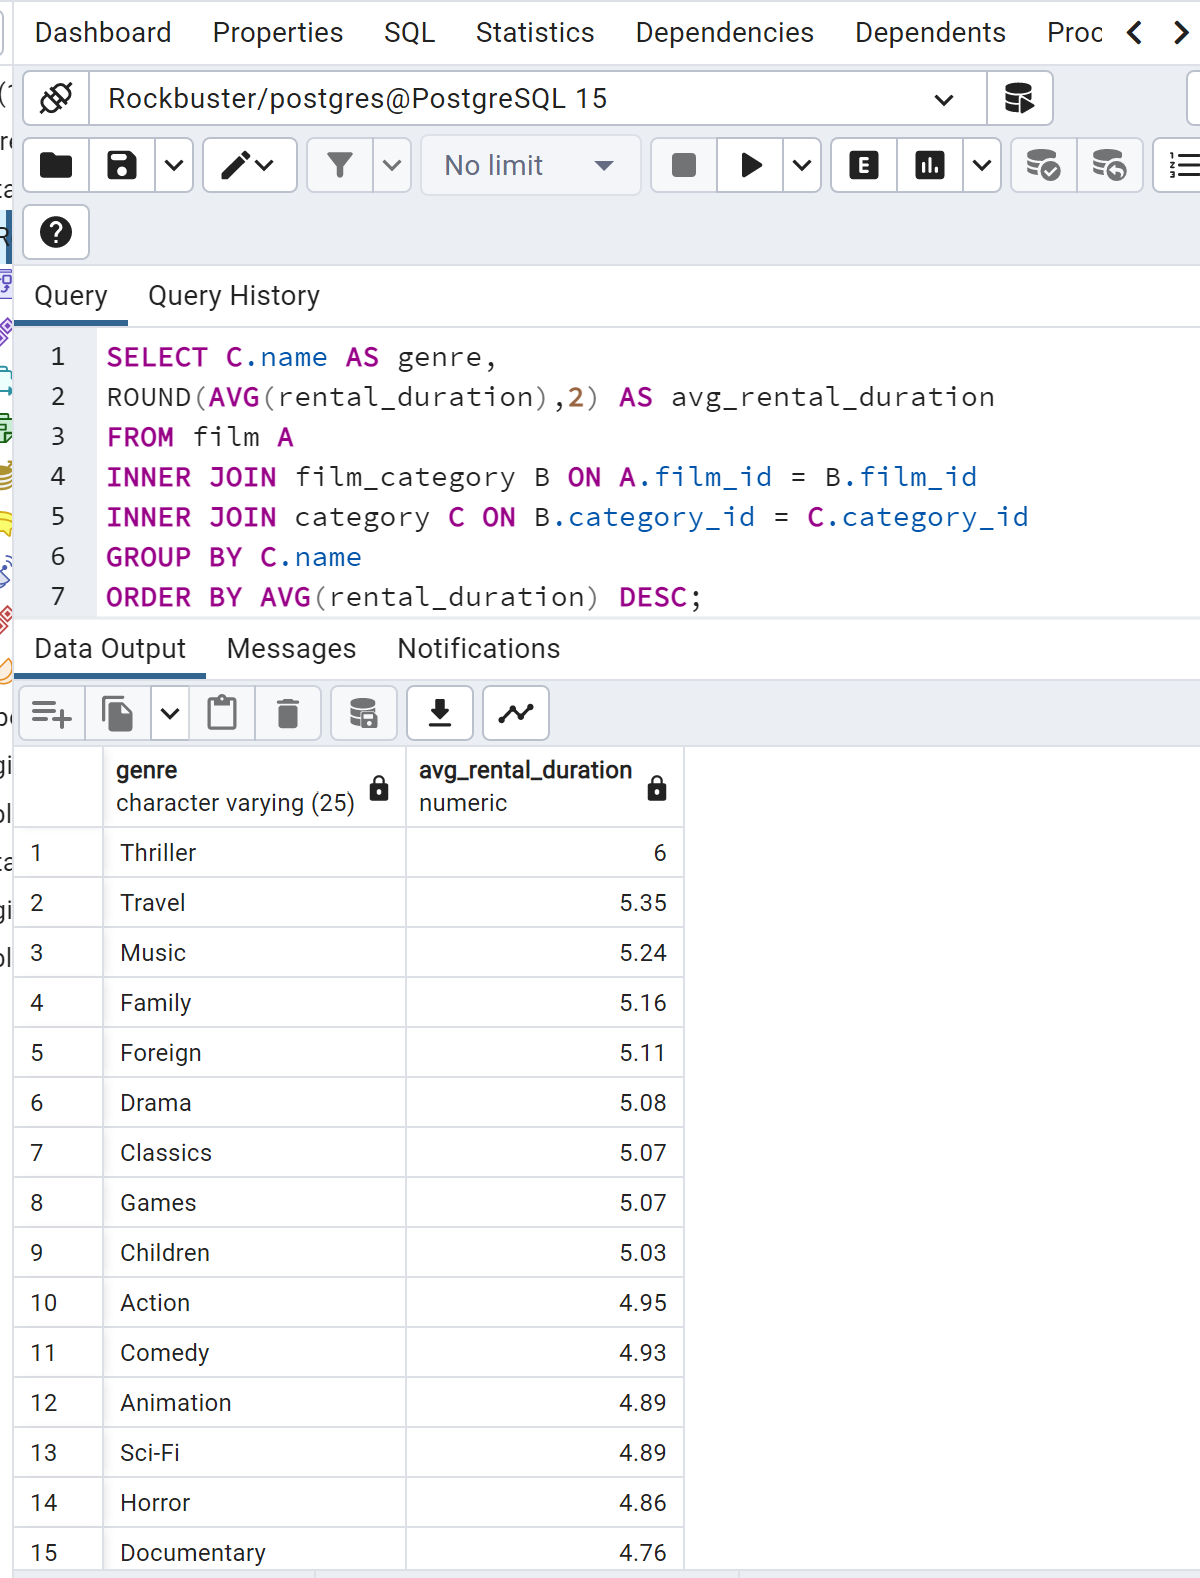 Dashboard Properties SQL Statistics Dependencies Dependents Proc
Rockbuster/postgres@PostgreSQL 15
No limit
E
?
Query Query History
1 SELECT C.name AS genre,
2 ROUND(AVG(rental_duration),2) AS avg_rental_duration
3 FROM film A
4 INNER JOIN film_category B ON A.film_id = B.film_id
5 INNER JOIN category C ON B.category_id = C.category_id
6 GROUP BY C.name
7 ORDER BY AVG(rental_duration) DESC;
Data Output Messages Notifications
genre avg_rental_duration
character varying (25) numeric
1 Thriller 6
2 Travel 5.35
3 Music 5.24
4 Family 5.16
5 Foreign 5.11
6 Drama 5.08
7 Classics 5.07
8 Games 5.07
9 Children 5.03
10 Action 4.95
11 Comedy 4.93
12 Animation 4.89
13 Sci-Fi 4.89
14 Horror 4.86
15 Documentary 4.76